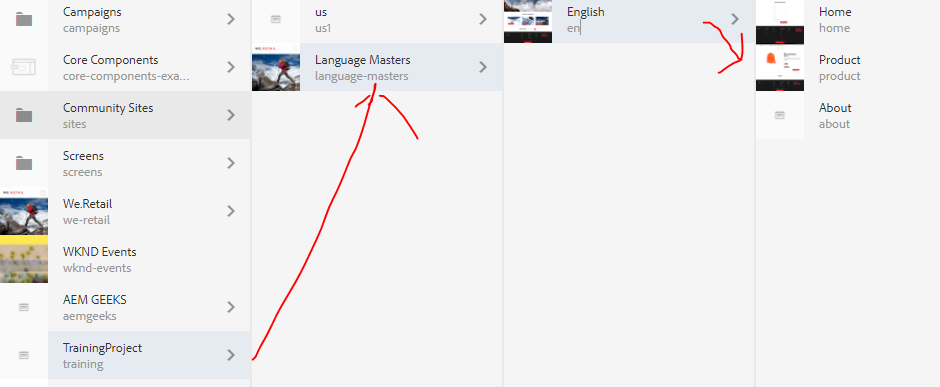 Campaigns
campaigns
Core Components
core-components-exa...
Community Sites
sites
Screens
screens
We.Retail
we-retail
WKND Events
wknd-events
AEM GEEKS
aemgeeks
TrainingProject
training
us
us1
Language Masters
language-masters
English
en
Home
home
Product
product
About
about